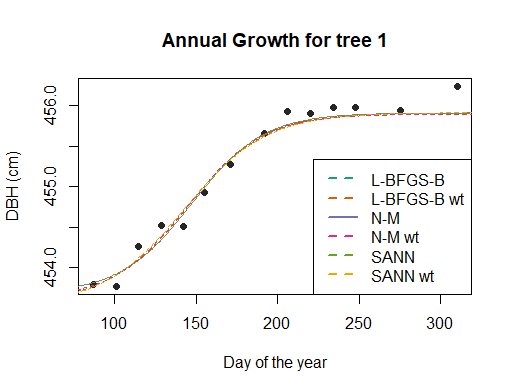 Annual Growth for tree 1
DBH (cm)
456.0
455.0
454.0
L-BFGS-B
L-BFGS-B wt
N-M
N-M wt
SANN
SANN wt
100 150 200 250 300
Day of the year